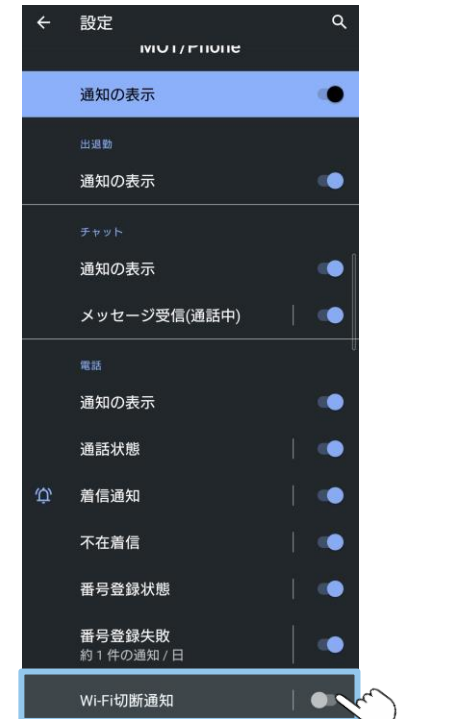 設定
MOT/Phone
通知の表示
出退勤
通知の表示
チャット
通知の表示
メッセージ受信(通話中)
電話
通知の表示
通話状態
着信通知
不在着信
番号登録状態
番号登録失敗
約 1 件の通知 / 日
Wi-Fi切断通知